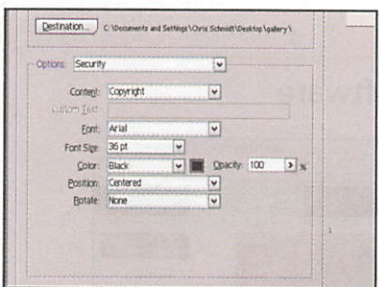 Destination... C:\Documents and Settings\Chris Schmidt\Desktop\gallery\
Options: Security
Content: Copyright
Custom Text:
Font: Arial
Font Size: 36 pt
Color: Black Opacity: 100 %
Position: Centered
Rotate: None